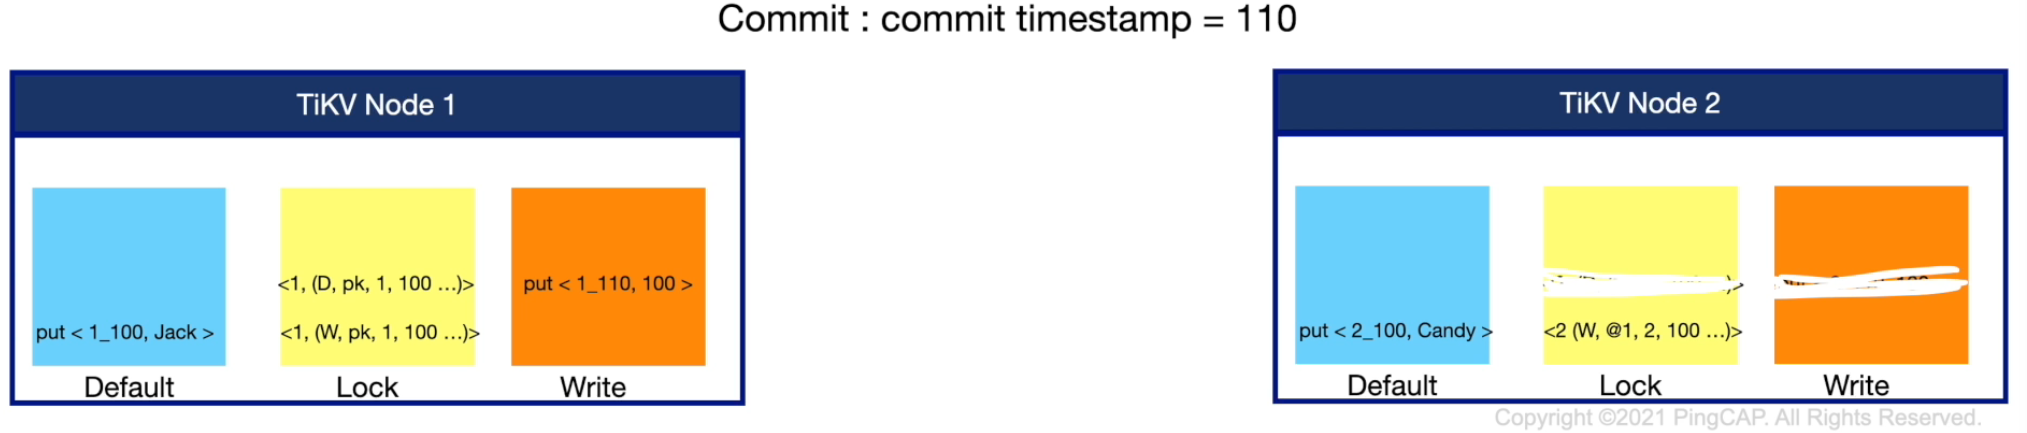 Commit : commit timestamp = 110
TiKV Node 1
<1, (D, pk, 1, 100 ...)>
put < 1_110, 100 >
put < 1_100, Jack >
<1, (W, pk, 1, 100 ...)>
Default
Lock
Write
TiKV Node 2
put < 2_100, Candy >
<2 (W, @1, 2, 100 ...)>
Default
Lock
Write
Copyright ©2021 PingCAP. All Rights Reserved.